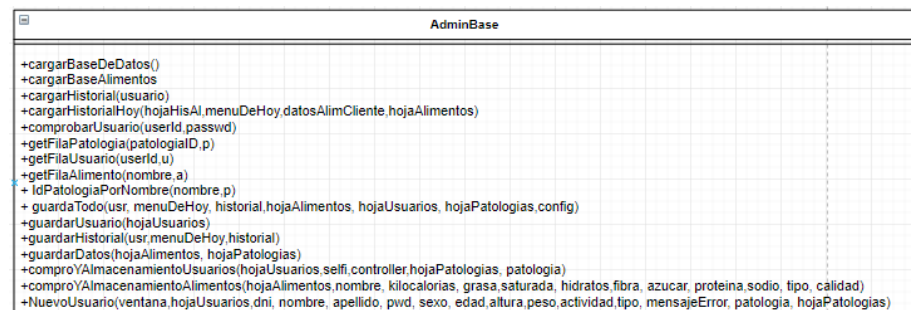 AdminBase
+cargarBaseDeDatos()
+cargarBaseAlimentos
+cargarHistorial(usuario)
+cargarHistorialHoy(hojaHisAl,menuDeHoy,datosAlimCliente,hojaAlimentos)
+comprobarUsuario(userId,passwd)
+getFilaPatologia(patologiaID,p)
+getFilaUsuario(userId,u)
+getFilaAlimento(nombre,a)
+ IdPatologiaPorNombre(nombre,p)
+ guardaTodo(usr, menuDeHoy, historial,hojaAlimentos, hojaUsuarios, hojaPatologias,config)
+guardarUsuario(hojaUsuarios)
+guardarHistorial(usr,menuDeHoy,historial)
+guardarDatos(hojaAlimentos, hojaPatologias)
+comproYAlmacenamientoUsuarios(hojaUsuarios,selfi,controller,hojaPatologias, patologia)
+comproYAlmacenamientoAlimentos(hojaAlimentos,nombre, kilocalorias, grasa,saturada, hidratos,fibra, azucar, proteina,sodio, tipo, calidad)
+NuevoUsuario(ventana,hojaUsuarios,dni, nombre, apellido, pwd, sexo, edad,altura,peso,actividad,tipo, mensajeError, patologia, hojaPatologias)